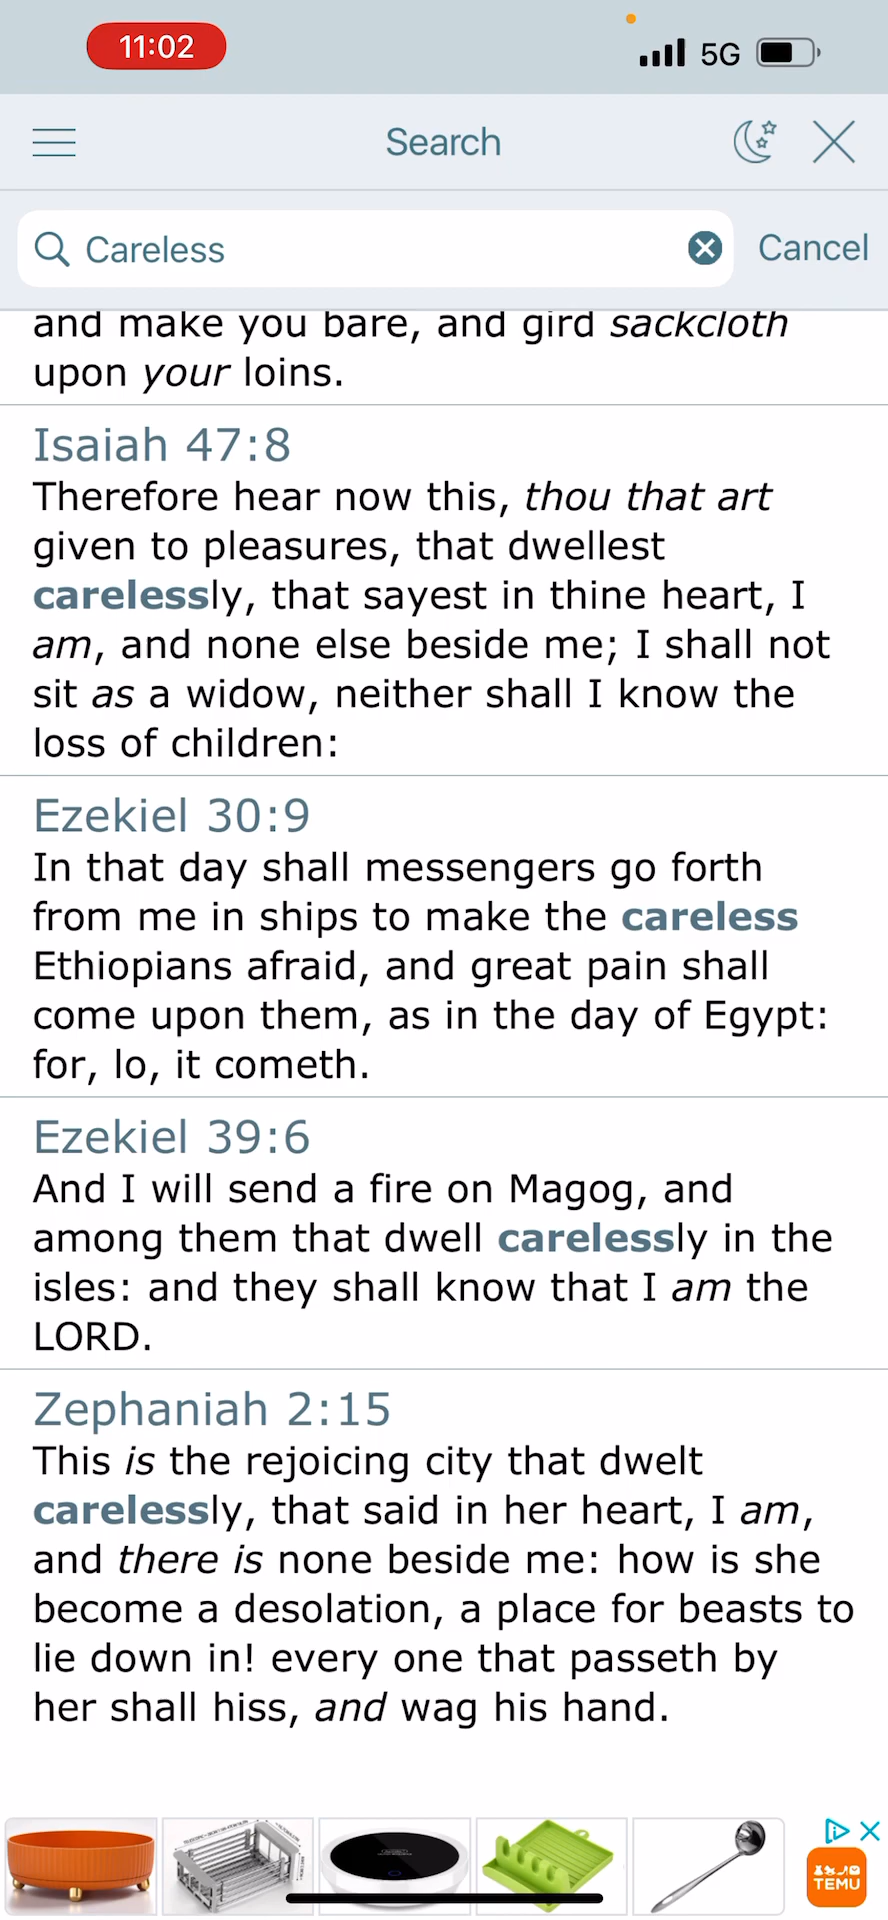 11:02
5G
Search
Careless
Cancel
and make you bare, and gird sackcloth
upon your loins.
Isaiah 47:8
Therefore hear now this, thou that art
given to pleasures, that dwellest
carelessly, that sayest in thine heart, I
am, and none else beside me; I shall not
sit as a widow, neither shall I know the
loss of children:
Ezekiel 30:9
In that day shall messengers go forth
from me in ships to make the careless
Ethiopians afraid, and great pain shall
come upon them, as in the day of Egypt:
for, lo, it cometh.
Ezekiel 39:6
And I will send a fire on Magog, and
among them that dwell carelessly in the
isles: and they shall know that I am the
LORD.
Zephaniah 2:15
This is the rejoicing city that dwelt
carelessly, that said in her heart, I am,
and there is none beside me: how is she
become a desolation, a place for beasts to
lie down in! every one that passeth by
her shall hiss, and wag his hand.
TEMU